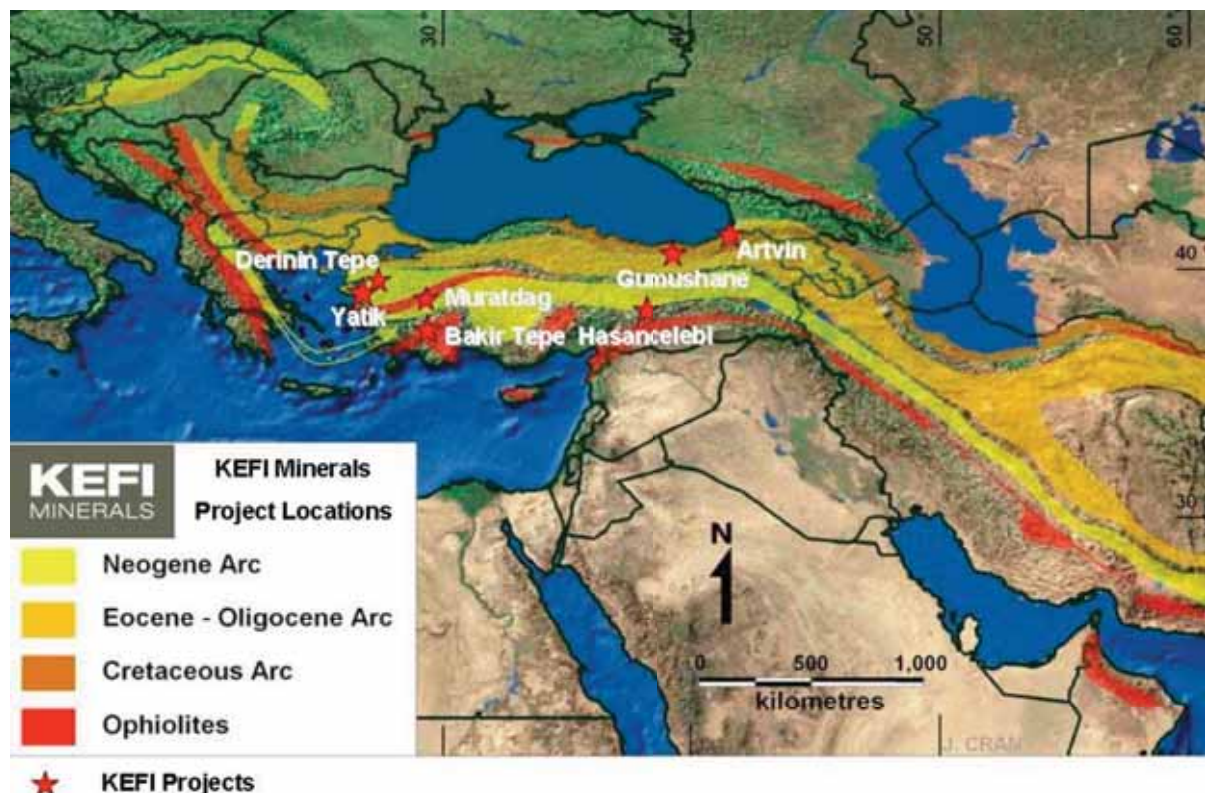 30
40
50
60
40
Artvin
Derinin Tepe
Gumushane
Muratdag
Yatik
Bakir Tepe
Hasancelebi
KEFI
MINERALS
KEFI Minerals
Project Locations
N
30
Neogene Arc
Eocene - Oligocene Arc
0 500 1,000
kilometres
Cretaceous Arc
Ophiolites
J. CRAN
KEFI Projects